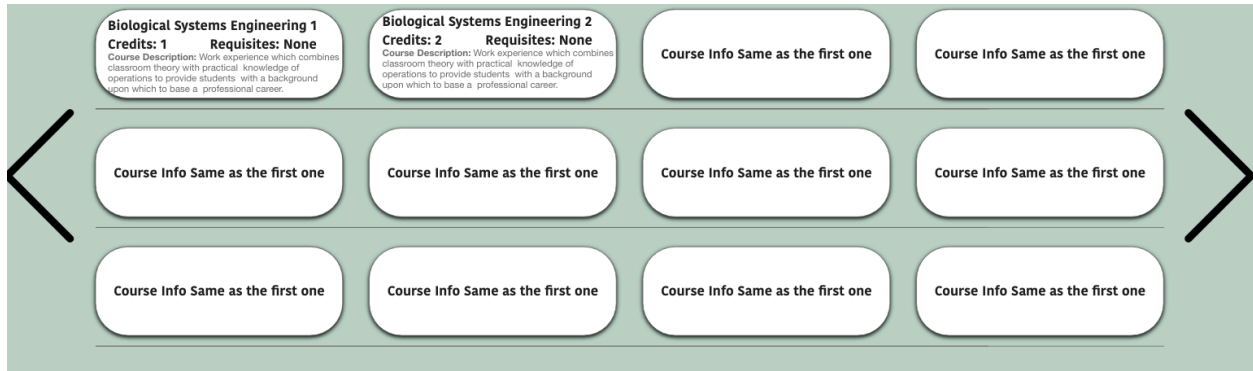 Biological Systems Engineering 1
Credits: 1 Requisites: None
Course Description: Work experience which combines
classroom theory with practical knowledge of
operations to provide students with a background
upon which to base a professional career.
Biological Systems Engineering 2
Credits: 2 Requisites: None
Course Description: Work experience which combines
classroom theory with practical knowledge of
operations to provide students with a background
upon which to base a professional career.
Course Info Same as the first one
Course Info Same as the first one
Course Info Same as the first one
Course Info Same as the first one
Course Info Same as the first one
Course Info Same as the first one
Course Info Same as the first one
Course Info Same as the first one
Course Info Same as the first one
Course Info Same as the first one